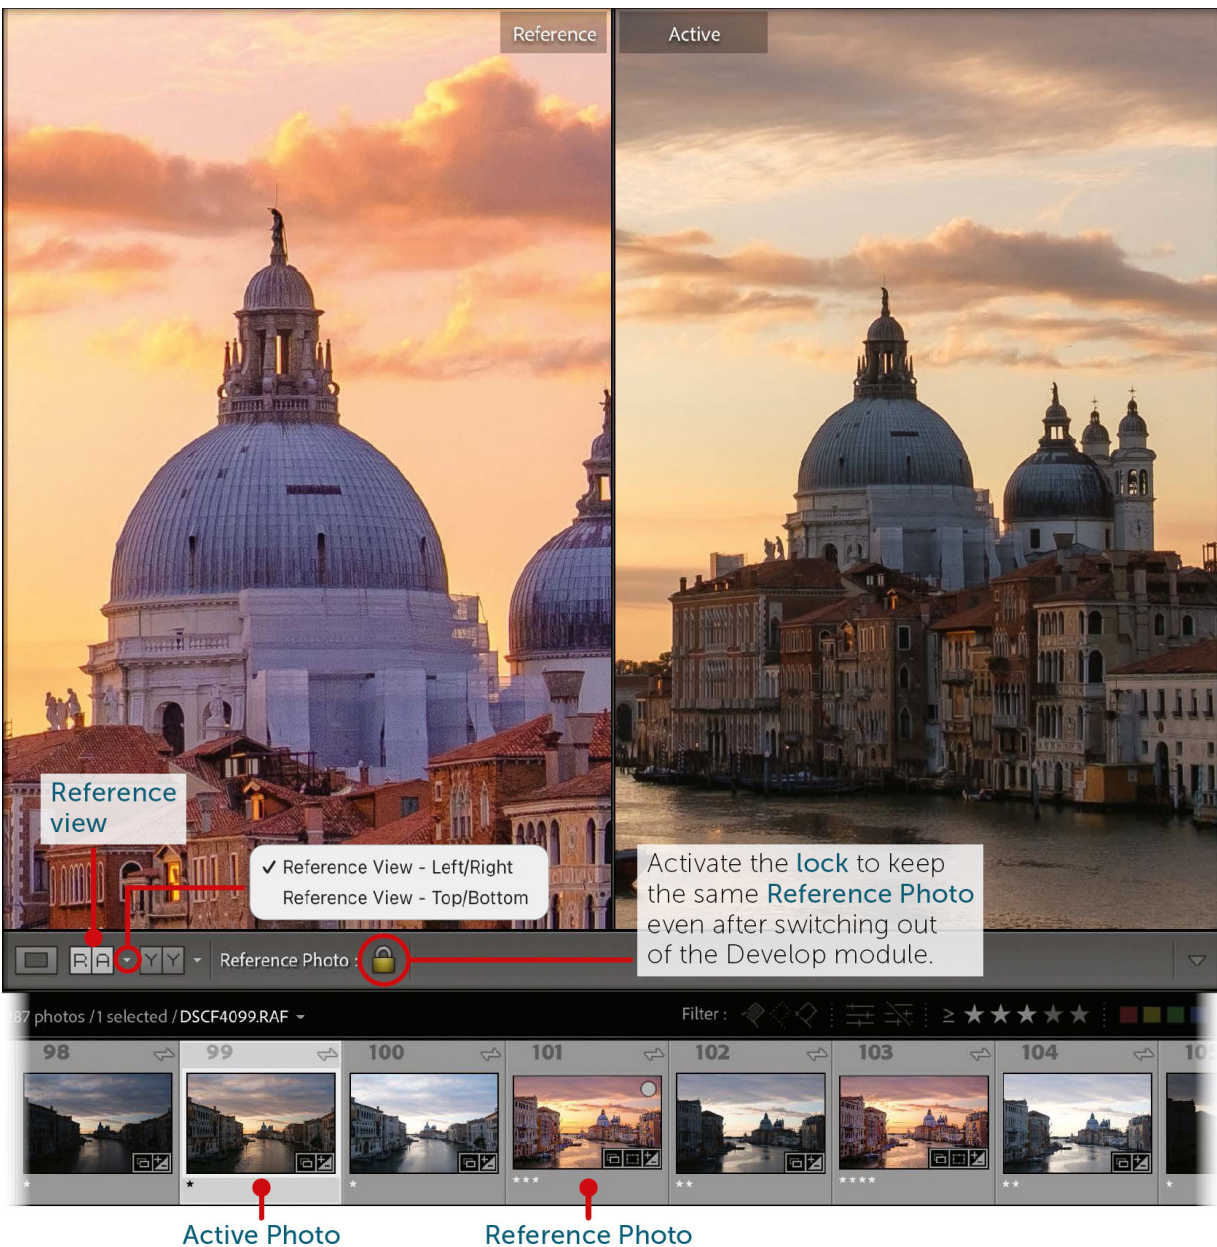 Reference
Active
Reference
view
✓ Reference View - Left/Right
Reference View - Top/Bottom
Activate the lock to keep
the same Reference Photo
even after switching out
of the Develop module.
R A
Y Y
Reference Photo :
287 photos / 1 selected / DSCF4099.RAF
Filter :
≥ ★★★★★
98
99
100
101
102
103
104
105
★
★
★
★★★
★★
★★★★
★★
★
Active Photo
Reference Photo